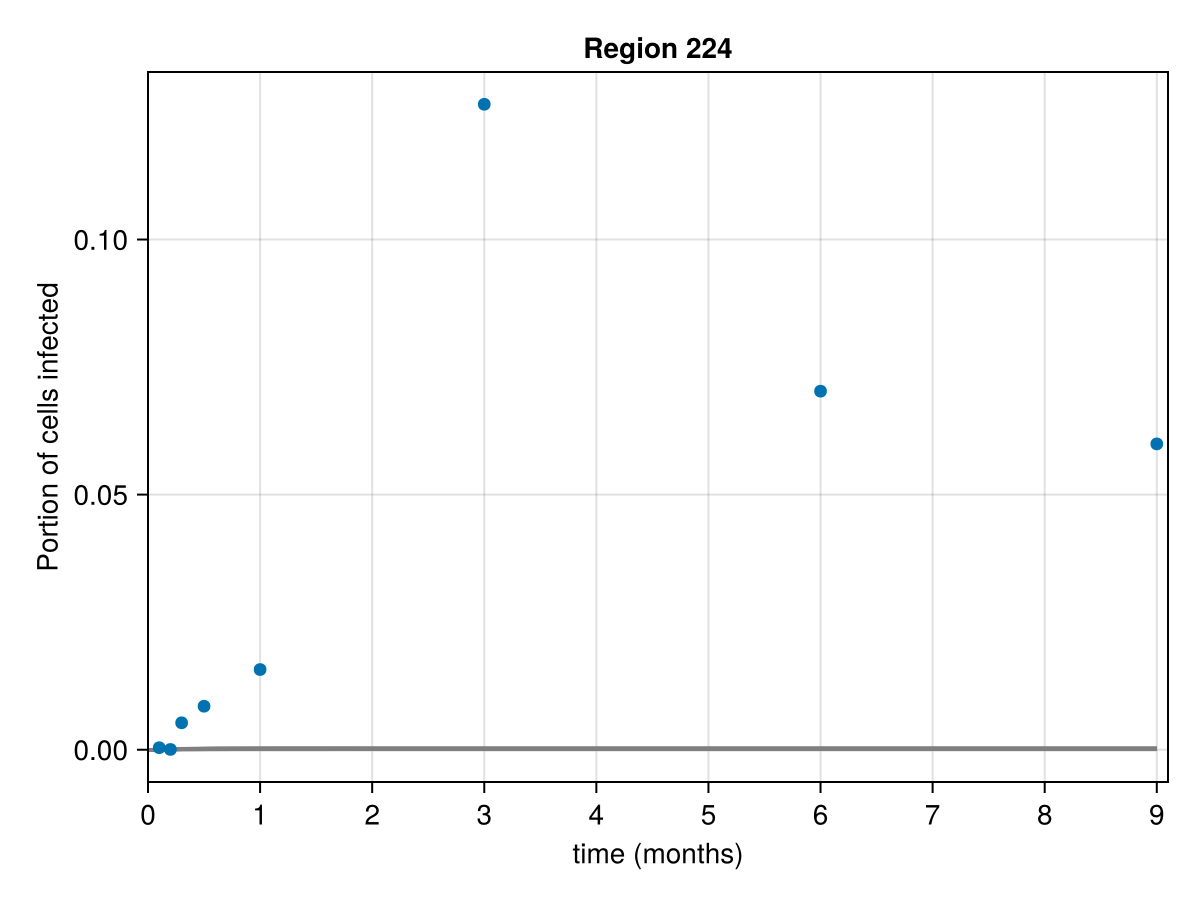 Region 224
Portion of cells infected
0.10
0.05
0.00
0 1 2 3 4 5 6 7 8 9
time (months)